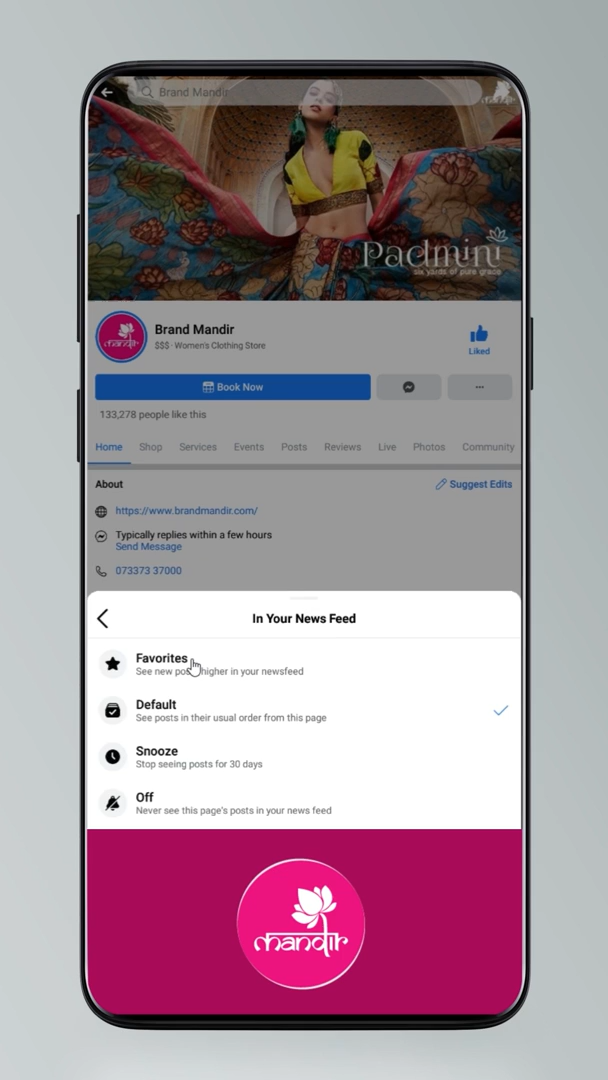 Brand Mandir
Padmini
six yards of pure grace
mandir
Brand Mandir
$$$ · Women's Clothing Store
Liked
Book Now
133,278 people like this
Home Shop Services Events Posts Reviews Live Photos Community
About
Suggest Edits
https://www.brandmandir.com/
Typically replies within a few hours
Send Message
073373 37000
In Your News Feed
Favorites
See new pos higher in your newsfeed
Default
See posts in their usual order from this page
Snooze
Stop seeing posts for 30 days
Off
Never see this page's posts in your news feed
mandir